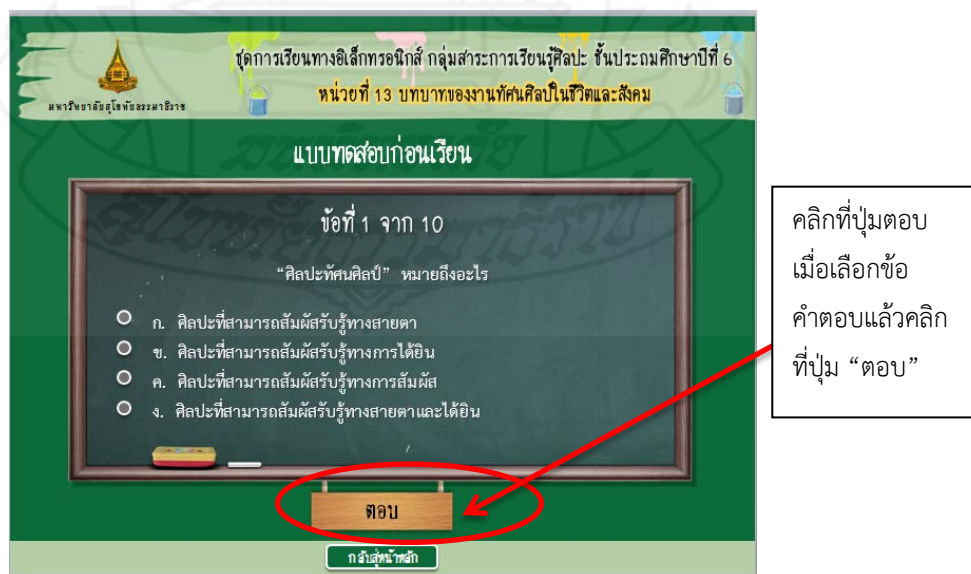 ชุดการเรียนทางอิเล็กทรอนิกส์ กลุ่มสาระการเรียนรู้ศิลปะ ชั้นประถมศึกษาปีที่ 6
หน่วยที่ 13 บทบาทของงานทัศนศิลป์ในชีวิตและสังคม
มหาวิทยาลัยสุโขทัยธรรมาธิราช
แบบทดสอบก่อนเรียน
ข้อที่ 1 จาก 10
“ศิลปะทัศนศิลป์” หมายถึงอะไร
ก. ศิลปะที่สามารถสัมผัสรับรู้ทางสายตา
ข. ศิลปะที่สามารถสัมผัสรับรู้ทางการได้ยิน
ค. ศิลปะที่สามารถสัมผัสรับรู้ทางการสัมผัส
ง. ศิลปะที่สามารถสัมผัสรับรู้ทางสายตาและได้ยิน
ตอบ
กลับสู่หน้าหลัก
คลิกที่ปุ่มตอบ
เมื่อเลือกข้อ
คำตอบแล้วคลิก
ที่ปุ่ม “ตอบ”